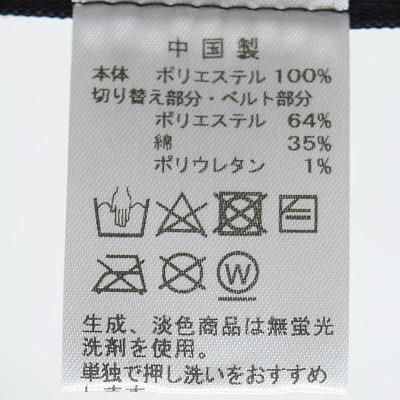 中国製
本体 ポリエステル 100%
切り替え部分・ベルト部分
ポリエステル 64%
綿 35%
ポリウレタン 1%
W
生成、淡色商品は無蛍光
洗剤を使用。
単独で押し洗いをおすすめ
します。